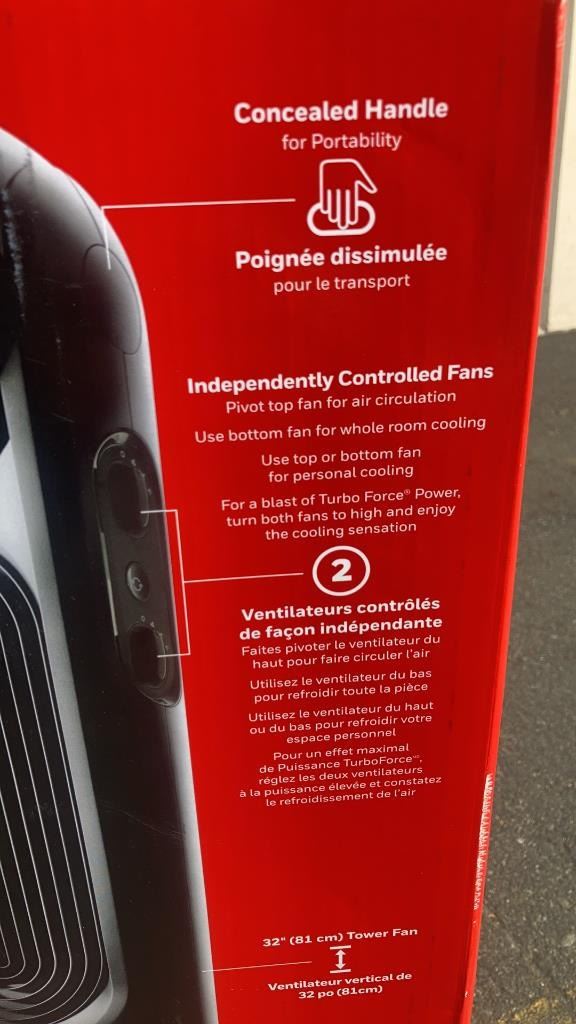 Concealed Handle
for Portability
Poignée dissimulée
pour le transport
Independently Controlled Fans
Pivot top fan for air circulation
Use bottom fan for whole room cooling
Use top or bottom fan
for personal cooling
For a blast of Turbo Force® Power,
turn both fans to high and enjoy
the cooling sensation
2
Ventilateurs contrôlés
de façon indépendante
Faites pivoter le ventilateur du
haut pour faire circuler l'air
Utilisez le ventilateur du bas
pour refroidir toute la pièce
Utilisez le ventilateur du haut
ou du bas pour refroidir votre
espace personnel
Pour un effet maximal
de Puissance TurboForce,
réglez les deux ventilateurs
à la puissance élevée et constatez
le refroidissement de l'air
32" (81 cm) Tower Fan
Ventilateur vertical de
32 po (81cm)